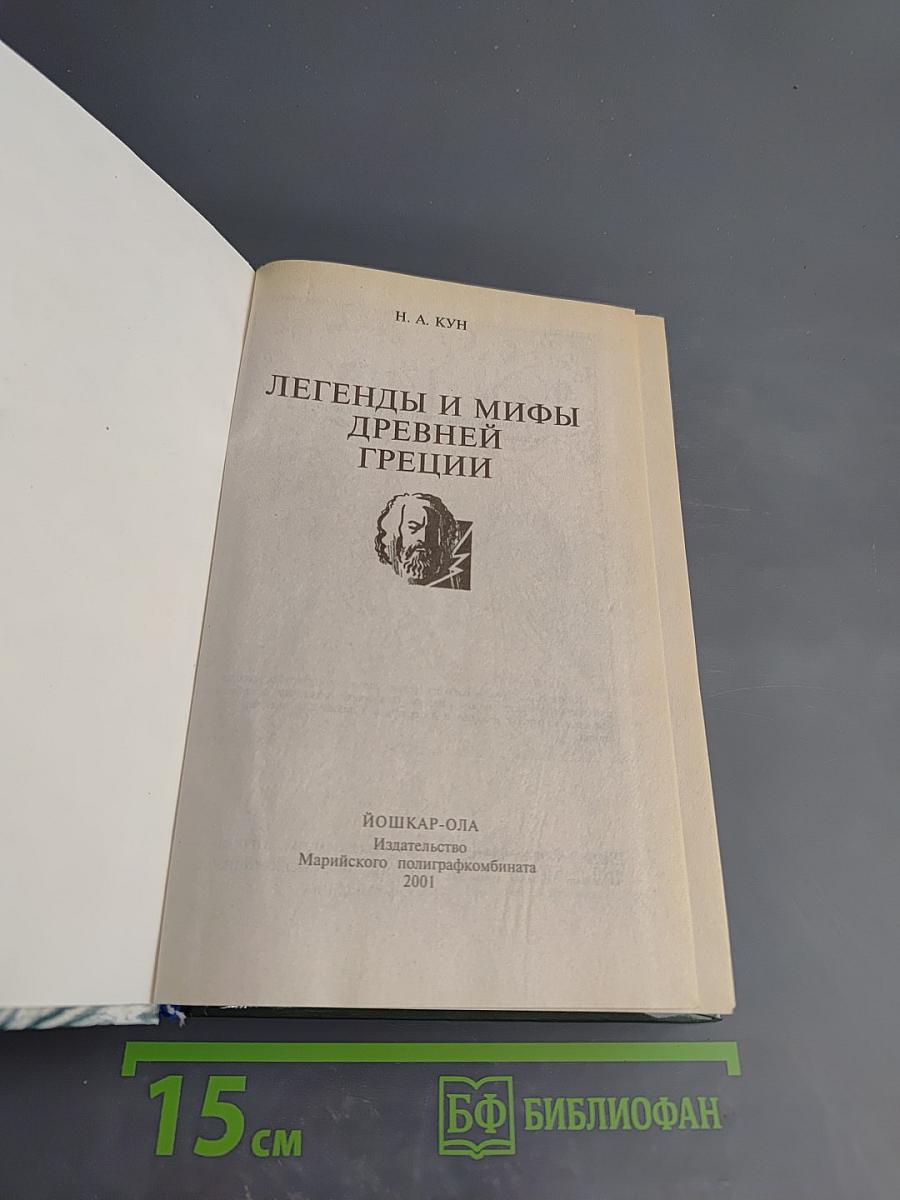 Н. А. КУН
ЛЕГЕНДЫ И МИФЫ
ДРЕВНЕЙ
ГРЕЦИИ
ЙОШКАР-ОЛА
Издательство
Марийского полиграфкомбината
2001
15 см
БФ БИБЛИОФАН